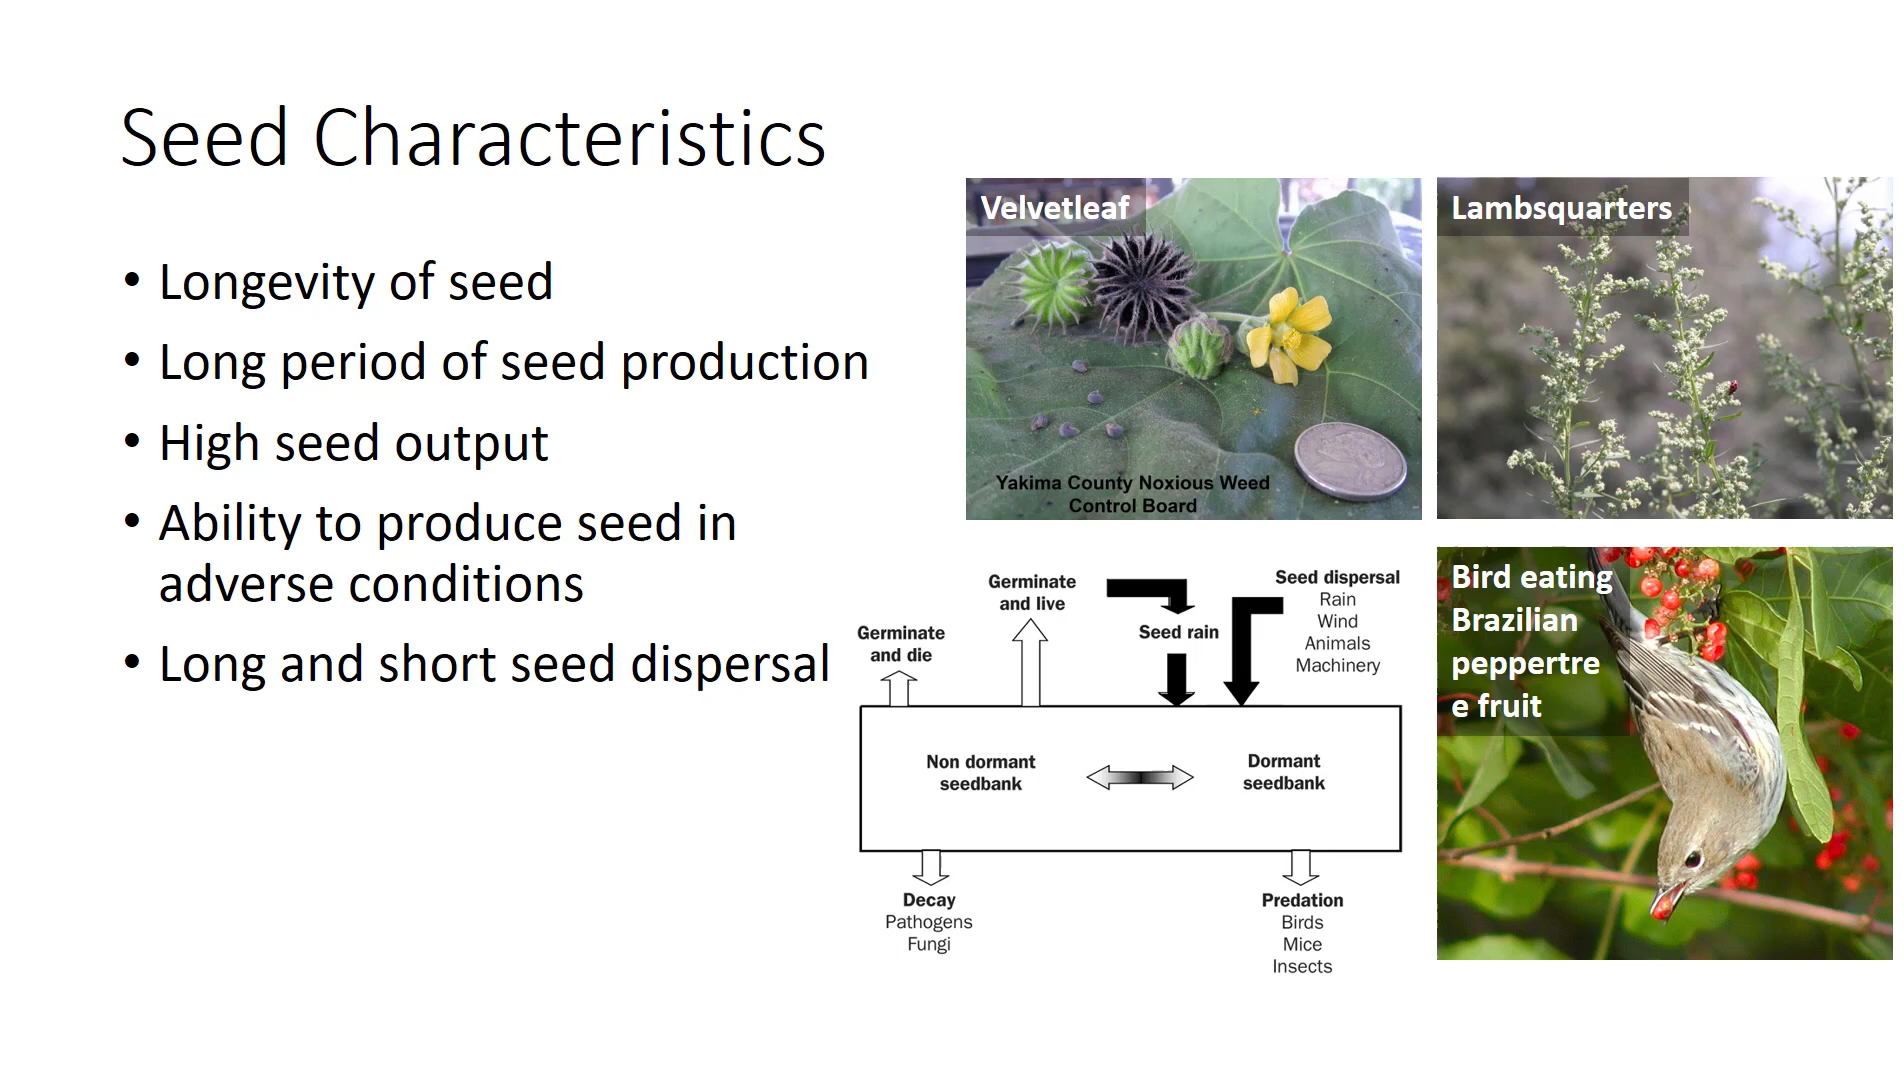 Seed Characteristics
• Longevity of seed
• Long period of seed production
• High seed output
• Ability to produce seed in
adverse conditions
• Long and short seed dispersal
Velvetleaf
Yakima County Noxious Weed
Control Board
Lambsquarters
Germinate
and die
Germinate
and live
Seed rain
Seed dispersal
Rain
Wind
Animals
Machinery
Non dormant
seedbank
Dormant
seedbank
Decay
Pathogens
Fungi
Predation
Birds
Mice
Insects
Bird eating
Brazilian
peppertre
e fruit